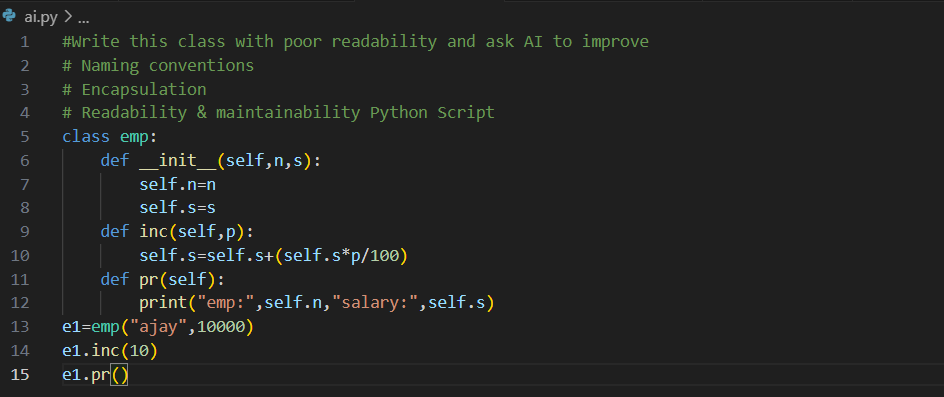 ai.py > ...
1 #Write this class with poor readability and ask AI to improve
2 # Naming conventions
3 # Encapsulation
4 # Readability & maintainability Python Script
5 class emp:
6     def __init__(self,n,s):
7         self.n=n
8         self.s=s
9     def inc(self,p):
10         self.s=self.s+(self.s*p/100)
11     def pr(self):
12         print("emp:",self.n,"salary:",self.s)
13 e1=emp("ajay",10000)
14 e1.inc(10)
15 e1.pr()